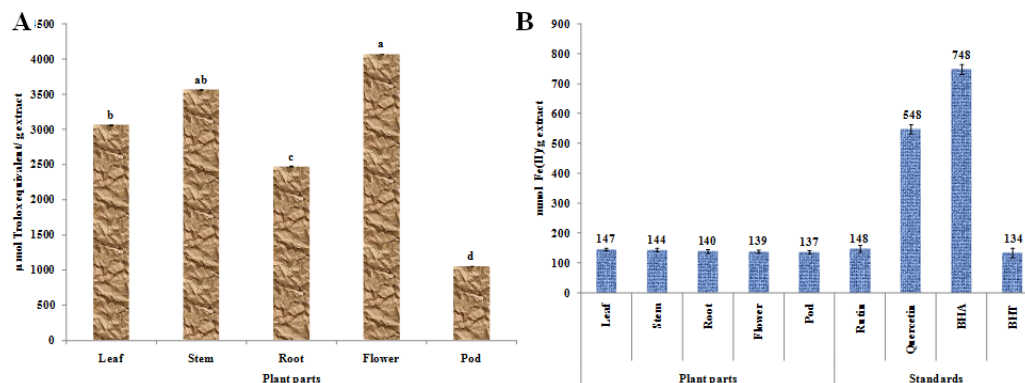 A
µmol Trolox equivalent/ g extract
4500
4000
3500
3000
2500
2000
1500
1000
500
0
b
ab
c
a
d
Leaf
Stem
Root
Flower
Pod
Plant parts
B
mmol Fe(II)/g extract
900
800
700
600
500
400
300
200
100
0
147
144
140
139
137
148
548
748
134
Leaf
Stem
Root
Flower
Pod
Rutin
Quercetin
BHA
BHT
Plant parts
Standards